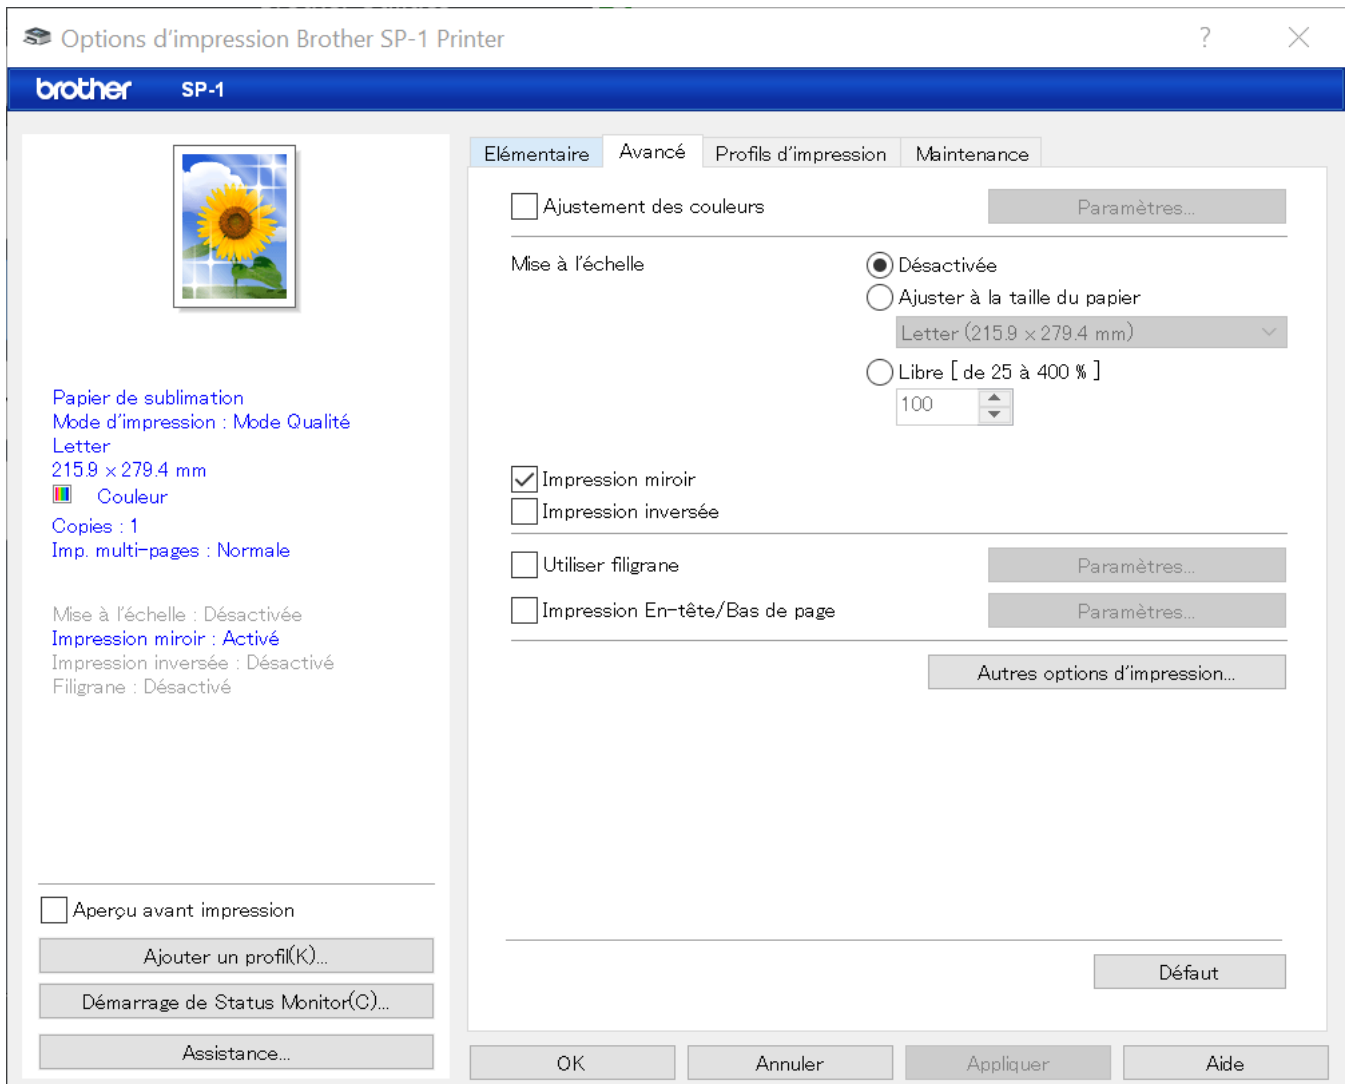 Options d'impression Brother SP-1 Printer
brother SP-1
Elémentaire Avancé Profils d'impression Maintenance
Ajustement des couleurs Paramètres...
Mise à l'échelle Désactivée
Ajuster à la taille du papier
Letter (215.9 × 279.4 mm)
Libre [ de 25 à 400 % ]
100
Impression miroir
Impression inversée
Utiliser filigrane Paramètres...
Impression En-tête/Bas de page Paramètres...
Autres options d'impression...
Défaut
Papier de sublimation
Mode d'impression : Mode Qualité
Letter
215.9 × 279.4 mm
Couleur
Copies : 1
Imp. multi-pages : Normale
Mise à l'échelle : Désactivée
Impression miroir : Activé
Impression inversée : Désactivé
Filigrane : Désactivé
Aperçu avant impression
Ajouter un profil(K)...
Démarrage de Status Monitor(C)...
Assistance...
OK Annuler Appliquer Aide